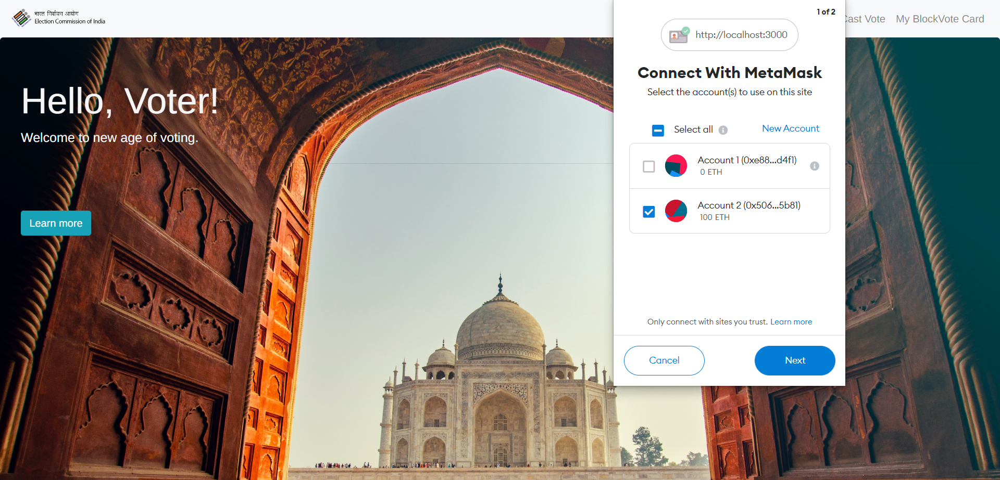 भारत निर्वाचन आयोग
Election Commission of India
Cast Vote
My BlockVote Card
Hello, Voter!
Welcome to new age of voting.
Learn more
1 of 2
http://localhost:3000
Connect With MetaMask
Select the account(s) to use on this site
Select all
New Account
Account 1 (0xe88...d4f1)
0 ETH
Account 2 (0x506...5b81)
100 ETH
Only connect with sites you trust. Learn more
Cancel
Next